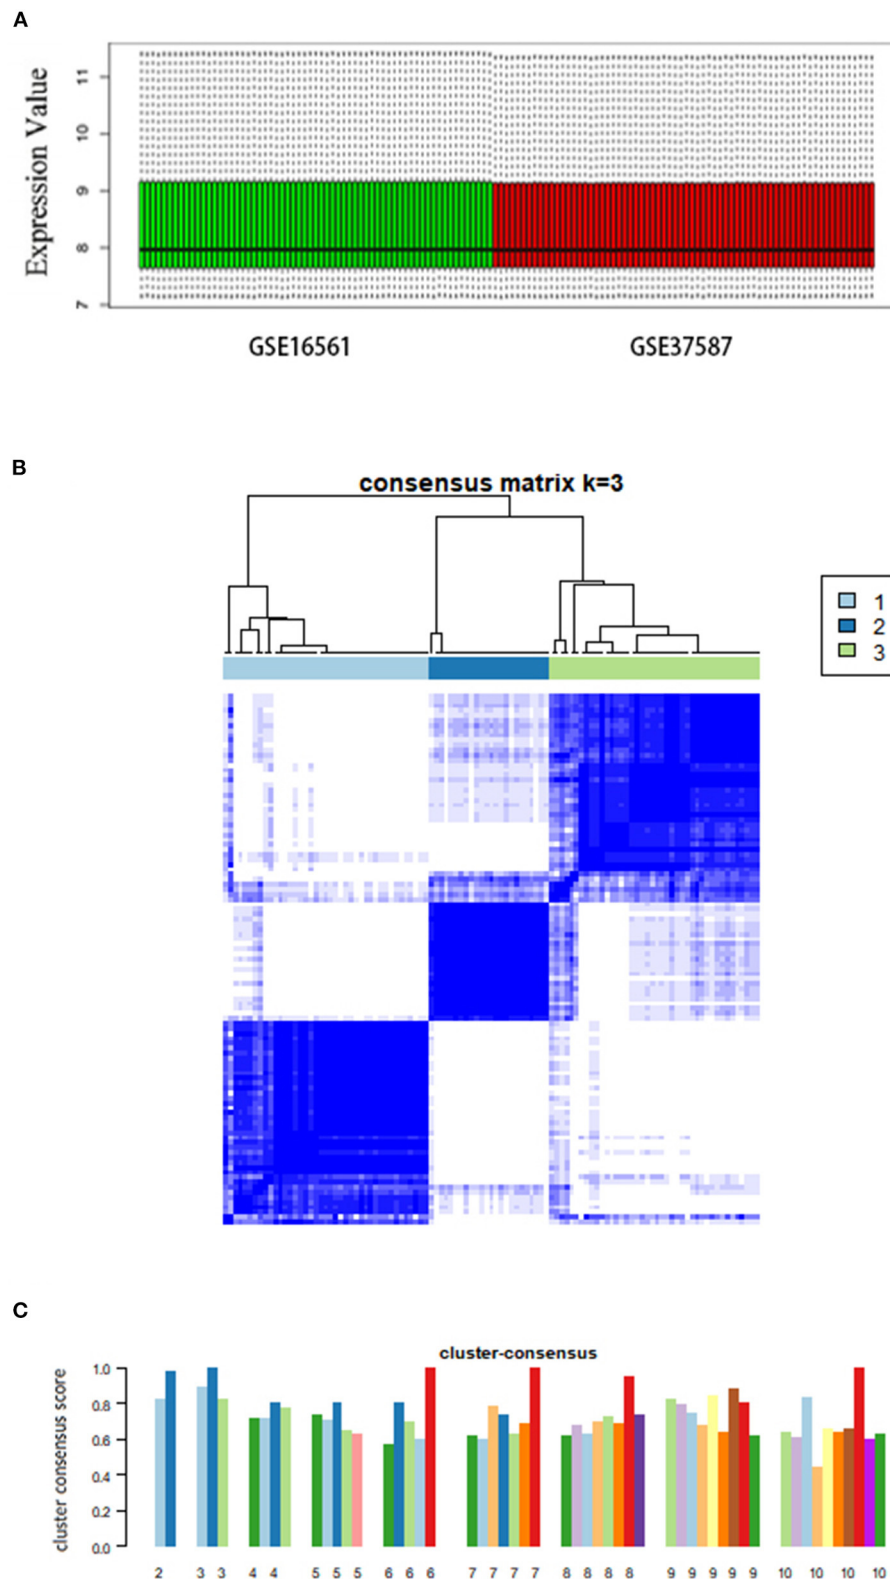 A
Expression Value
11
10
9
8
7
GSE16561 GSE37587
B
consensus matrix k=3
1
2
3
C
cluster-consensus
cluster consensus score
1.0
0.8
0.6
0.4
0.2
0.0
2 3 3 4 4 5 5 5 6 6 6 7 7 7 7 8 8 8 8 9 9 9 9 9 10 10 10 10